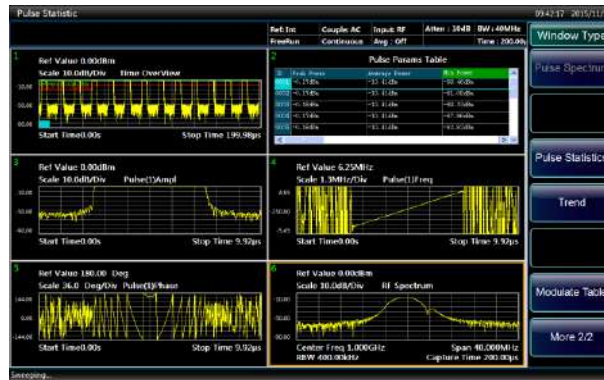 Pulse Statistic
09:42:17 2015/11/
Ref: Int Couple: AC Input: RF Atten : 10dB BW : 40MHz
FreeRun Continuous Avg : Off Time : 200.00μ
Window Type
1
Ref Value 0.00dBm
Scale 10.0dB/Div Time OverView
Start Time0.00s Stop Time 199.98μs
2
Pulse Params Table
Pulse Spectrum
3
Ref Value 0.00dBm
Scale 10.0dB/Div Pulse(1)Ampl
Start Time0.00s Stop Time 9.92μs
4
Ref Value 6.25MHz
Scale 1.3MHz/Div Pulse(1)Freq
Start Time0.00s Stop Time 9.92μs
Pulse Statistics
Trend
5
Ref Value 180.00 Deg
Scale 36.0 Deg/Div Pulse(1)Phase
144.00
0.00
-144.00
Start Time0.00s Stop Time 9.92μs
6
Ref Value 0.00dBm
Scale 10.0dB/Div RF Spectrum
Center Freq 1.000GHz Span 40.000MHz
RBW 400.00kHz Capture Time 200.00μs
Modulate Table
More 2/2
Sweeping...